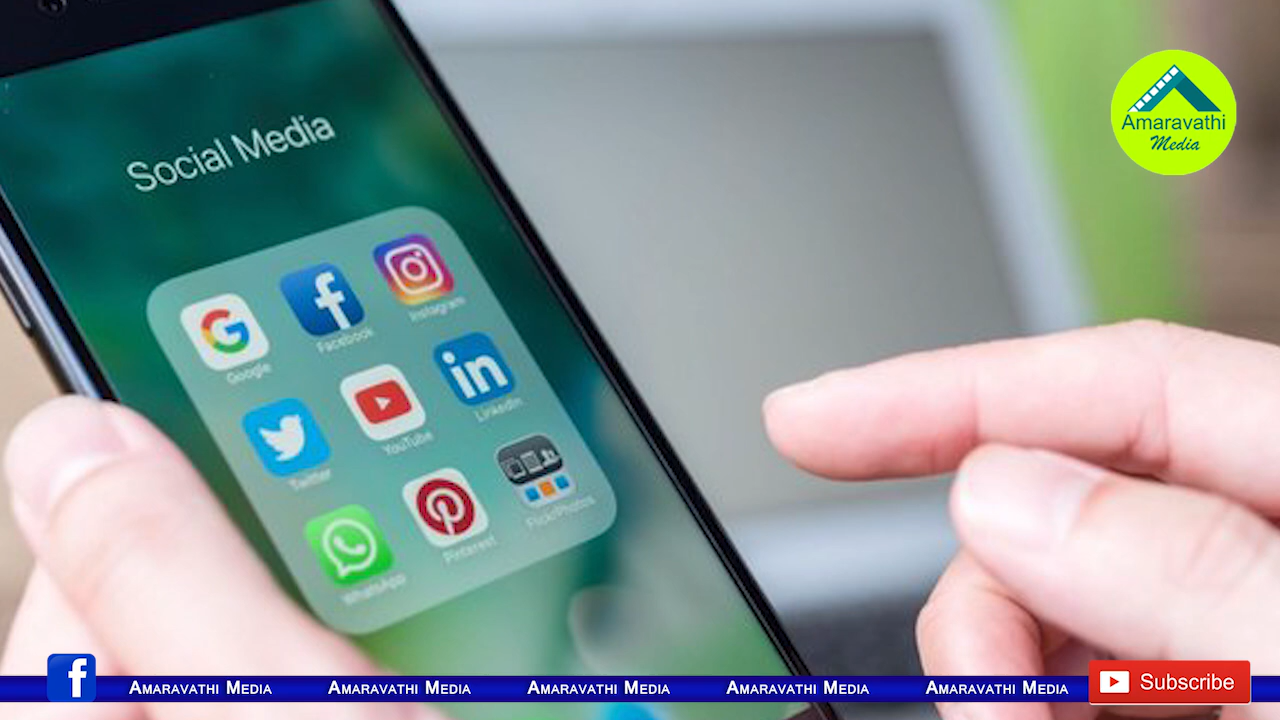 Social Media
Google
Facebook
Instagram
Twitter
YouTube
LinkedIn
WhatsApp
Pinterest
FlickrPhotos
Amaravathi
Media
AMARAVATHI MEDIA AMARAVATHI MEDIA AMARAVATHI MEDIA AMARAVATHI MEDIA AMARAVATHI MEDIA
Subscribe